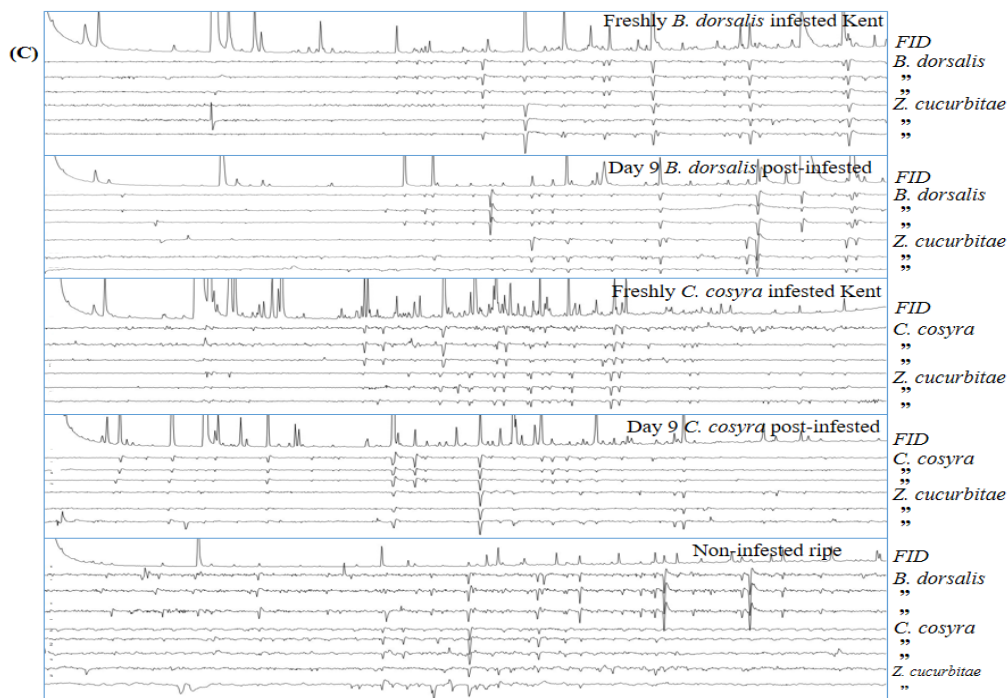 Freshly B. dorsalis infested Kent
FID
(C)
B. dorsalis
„
„
Z. cucurbitae
„
„
Day 9 B. dorsalis post-infested
FID
B. dorsalis
„
„
Z. cucurbitae
„
„
Freshly C. cosyra infested Kent
FID
C. cosyra
„
„
Z. cucurbitae
„
„
Day 9 C. cosyra post-infested
FID
C. cosyra
„
„
Z. cucurbitae
„
„
Non-infested ripe
FID
B. dorsalis
„
„
C. cosyra
„
„
Z. cucurbitae
„